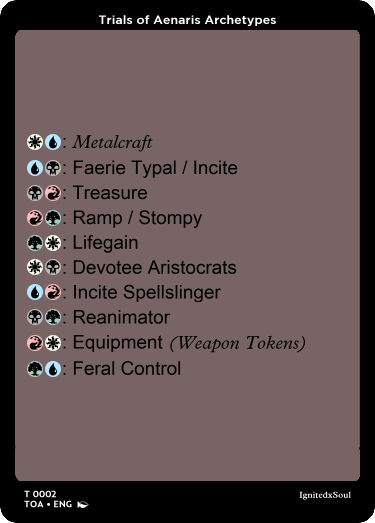 Trials of Aenaris Archetypes
: Metalcraft
: Faerie Typal / Incite
: Treasure
: Ramp / Stompy
: Lifegain
: Devotee Aristocrats
: Incite Spellslinger
: Reanimator
: Equipment (Weapon Tokens)
: Feral Control
T 0002
TOA • ENG
IgnitedxSoul